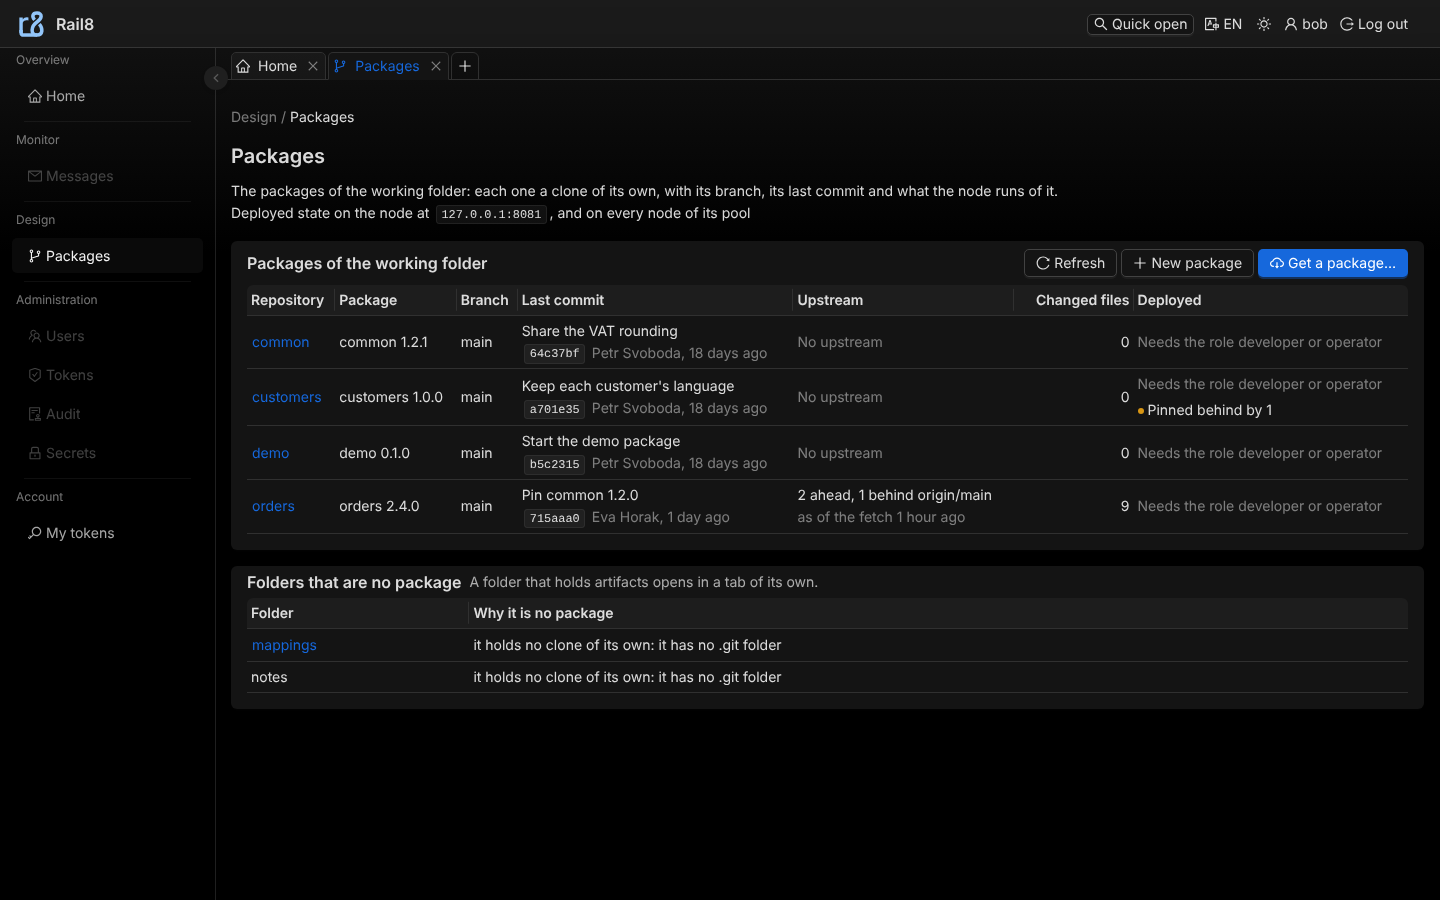 Rail8
Quick open
EN
bob
Log out
Overview
Home
Monitor
Messages
Design
Packages
Administration
Users
Tokens
Audit
Secrets
Account
My tokens
Home
Packages
Design / Packages
Packages
The packages of the working folder: each one a clone of its own, with its branch, its last commit and what the node runs of it.
Deployed state on the node at 127.0.0.1:8081 , and on every node of its pool
Packages of the working folder
Refresh
New package
Get a package...
Repository Package Branch Last commit Upstream Changed files Deployed
common common 1.2.1 main Share the VAT rounding No upstream 0 Needs the role developer or operator
64c37bf Petr Svoboda, 18 days ago
customers customers 1.0.0 main Keep each customer's language No upstream 0 Needs the role developer or operator
a701e35 Petr Svoboda, 18 days ago Pinned behind by 1
demo demo 0.1.0 main Start the demo package No upstream 0 Needs the role developer or operator
b5c2315 Petr Svoboda, 18 days ago
orders orders 2.4.0 main Pin common 1.2.0 2 ahead, 1 behind origin/main 9 Needs the role developer or operator
715aaa0 Eva Horak, 1 day ago as of the fetch 1 hour ago
Folders that are no package A folder that holds artifacts opens in a tab of its own.
Folder Why it is no package
mappings it holds no clone of its own: it has no .git folder
notes it holds no clone of its own: it has no .git folder